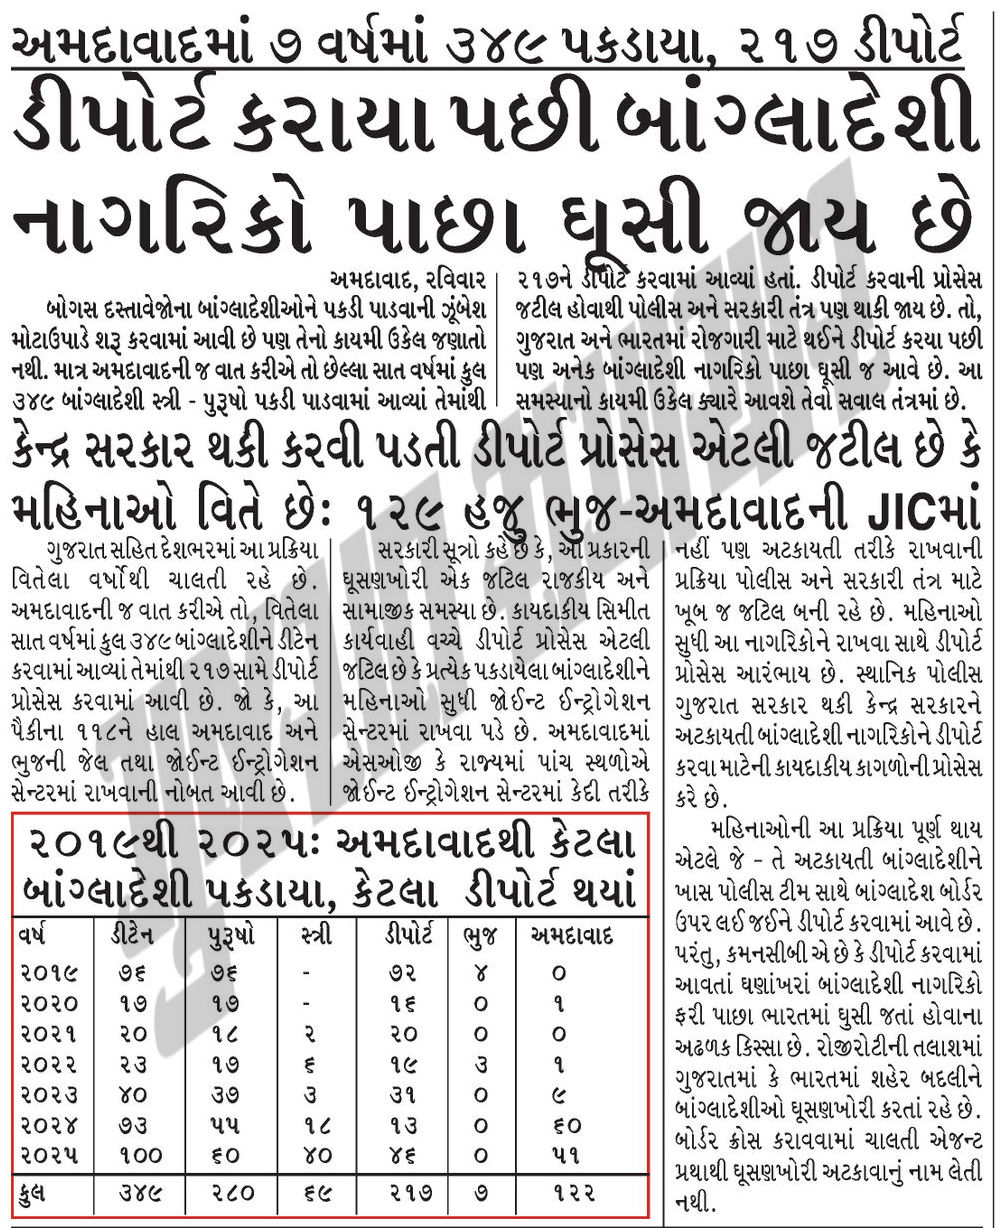 અમદાવાદમાં ૭ વર્ષમાં ૩૪૯ પકડાયા, ૨૧૭ ડીપોર્ટ
ડીપોર્ટ કરાયા પછી બાંગ્લાદેશી
નાગરિકો પાછા ઘૂસી જાય છે
અમદાવાદ, રવિવાર
બોગસ દસ્તાવેજોના બાંગ્લાદેશીઓને પકડી પાડવાની ઝૂંબેશ
મોટાઉપાડે શરૂ કરવામાં આવી છે પણ તેનો કાયમી ઉકેલ જણાતો
નથી. માત્ર અમદાવાદની જ વાત કરીએ તો છેલ્લા સાત વર્ષમાં કુલ
૩૪૯ બાંગ્લાદેશી સ્ત્રી - પુરૂષો પકડી પાડવામાં આવ્યાં તેમાંથી
૨૧૭ને ડીપોર્ટ કરવામાં આવ્યાં હતાં. ડીપોર્ટ કરવાની પ્રોસેસ
જટીલ હોવાથી પોલીસ અને સરકારી તંત્ર પણ થાકી જાય છે. તો,
ગુજરાત અને ભારતમાં રોજગારી માટે થઈને ડીપોર્ટ કરયા પછી
પણ અનેક બાંગ્લાદેશી નાગરિકો પાછા ઘૂસી જ આવે છે. આ
સમસ્યાનો કાયમી ઉકેલ ક્યારે આવશે તેવો સવાલ તંત્રમાં છે.
કેન્દ્ર સરકાર થકી કરવી પડતી ડીપોર્ટ પ્રોસેસ એટલી જટીલ છે કે
મહિનાઓ વિતે છેઃ ૧૨૯ હજુ ભુજ-અમદાવાદની JICમાં
ગુજરાત સહિત દેશભરમાં આ પ્રક્રિયા
વિતેલા વર્ષોથી ચાલતી રહે છે.
અમદાવાદની જ વાત કરીએ તો, વિતેલા
સાત વર્ષમાં કુલ ૩૪૯ બાંગ્લાદેશીને ડીટેન
કરવામાં આવ્યાં તેમાંથી ૨૧૭ સામે ડીપોર્ટ
પ્રોસેસ કરવામાં આવી છે. જો કે, આ
પૈકીના ૧૧૮ને હાલ અમદાવાદ અને
ભુજની જેલ તથા જોઈન્ટ ઈન્ટ્રોગેશન
સેન્ટરમાં રાખવાની નોબત આવી છે.
સરકારી સૂત્રો કહે છે કે, આ પ્રકારની
ઘૂસણખોરી એક જટિલ રાજકીય અને
સામાજીક સમસ્યા છે. કાયદાકીય સિમીત
કાર્યવાહી વચ્ચે ડીપોર્ટ પ્રોસેસ એટલી
જટિલ છે કે પ્રત્યેક પકડાયેલા બાંગ્લાદેશીને
મહિનાઓ સુધી જોઈન્ટ ઈન્ટ્રોગેશન
સેન્ટરમાં રાખવા પડે છે. અમદાવાદમાં
એસઓજી કે રાજ્યમાં પાંચ સ્થળોએ
જોઈન્ટ ઈન્ટ્રોગેશન સેન્ટરમાં કેદી તરીકે
નહીં પણ અટકાયતી તરીકે રાખવાની
પ્રક્રિયા પોલીસ અને સરકારી તંત્ર માટે
ખૂબ જ જટિલ બની રહે છે. મહિનાઓ
સુધી આ નાગરિકોને રાખવા સાથે ડીપોર્ટ
પ્રોસેસ આરંભાય છે. સ્થાનિક પોલીસ
ગુજરાત સરકાર થકી કેન્દ્ર સરકારને
અટકાયતી બાંગ્લાદેશી નાગરિકોને ડીપોર્ટ
કરવા માટેની કાયદાકીય કાગળોની પ્રોસેસ
કરે છે.
મહિનાઓની આ પ્રક્રિયા પૂર્ણ થાય
એટલે જે - તે અટકાયતી બાંગ્લાદેશીને
ખાસ પોલીસ ટીમ સાથે બાંગ્લાદેશ બોર્ડર
ઉપર લઈ જઈને ડીપોર્ટ કરવામાં આવે છે.
પરંતુ, કમનસીબી એ છે કે ડીપોર્ટ કરવામાં
આવતાં ઘણાંખરાં બાંગ્લાદેશી નાગરિકો
ફરી પાછા ભારતમાં ઘુસી જતાં હોવાના
અઢળક કિસ્સા છે. રોજીરોટીની તલાશમાં
ગુજરાતમાં કે ભારતમાં શહેર બદલીને
બાંગ્લાદેશીઓ ઘૂસણખોરી કરતાં રહે છે.
બોર્ડર ક્રોસ કરાવવામાં ચાલતી એજન્ટ
પ્રથાથી ઘૂસણખોરી અટકાવાનું નામ લેતી
નથી.
૨૦૧૯થી ૨૦૨૫ઃ અમદાવાદથી કેટલા
બાંગ્લાદેશી પકડાયા, કેટલા ડીપોર્ટ થયાં
વર્ષ ડીટેન પુરૂષો સ્ત્રી ડીપોર્ટ ભુજ અમદાવાદ
૨૦૧૯ ૭૬ ૭૬ - ૭૨ ૪ ૦
૨૦૨૦ ૧૭ ૧૭ - ૧૬ ૦ ૧
૨૦૨૧ ૨૦ ૧૮ ૨ ૨૦ ૦ ૦
૨૦૨૨ ૨૩ ૧૭ ૬ ૧૯ ૩ ૧
૨૦૨૩ ૪૦ ૩૭ ૩ ૩૧ ૦ ૯
૨૦૨૪ ૭૩ ૫૫ ૧૮ ૧૩ ૦ ૬૦
૨૦૨૫ ૧૦૦ ૬૦ ૪૦ ૪૬ ૦ ૫૧
કુલ ૩૪૯ ૨૮૦ ૬૯ ૨૧૭ ૭ ૧૨૨
ગુજરાત સમાચાર